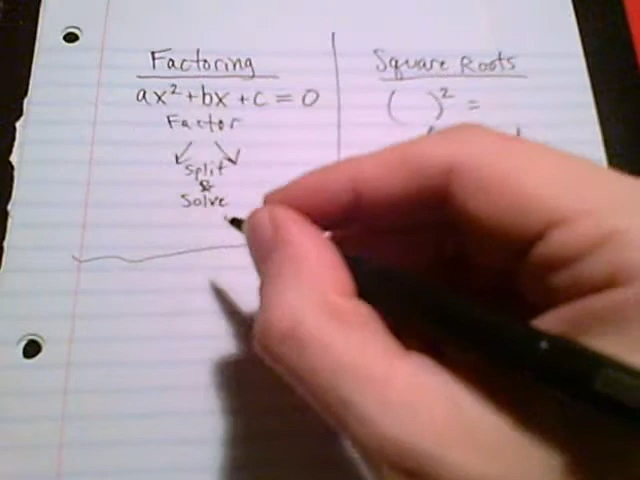 Factoring
ax² + bx + c = 0
Factor
Split
&
Solve
Square Roots
( )² =